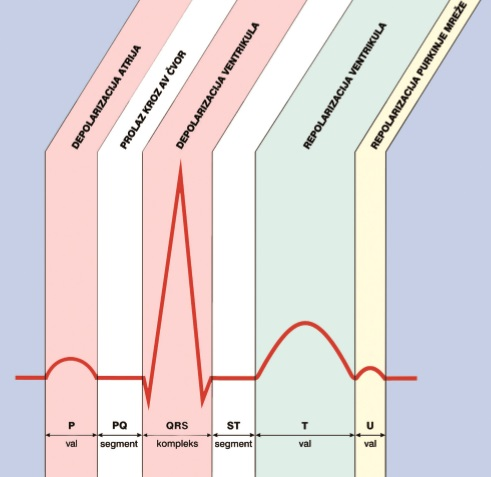 DEPOLARIZACIJA ATRIJA
PROLAZ KROZ AV ČVOR
DEPOLARIZACIJA VENTRIKULA
REPOLARIZACIJA VENTRIKULA
REPOLARIZACIJA PURKINJE MREŽE
P
val
PQ
segment
QRS
kompleks
ST
segment
T
val
U
val